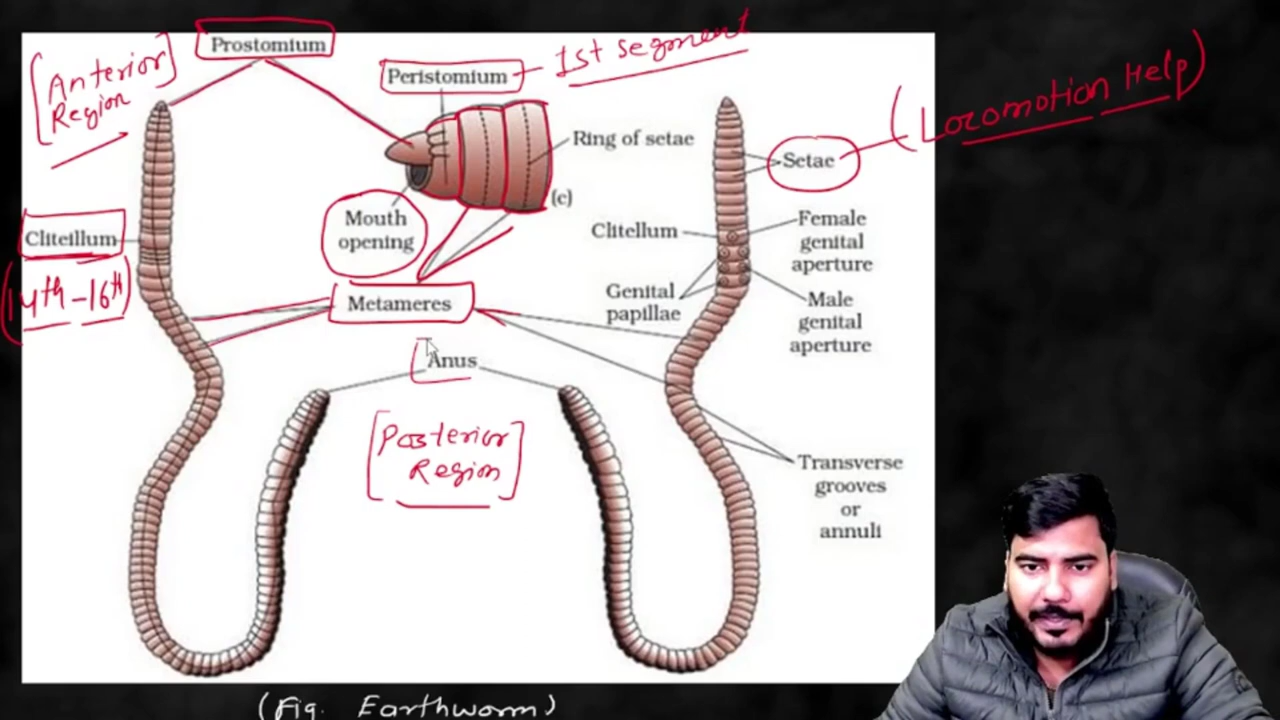 Prostomium
[Anterior
Region]
Peristomium
1st segment
(Locomotion Help)
Ring of setae
Setae
(c)
Mouth
opening
Cliteillum
(14th-16th)
Clitellum
Female
genital
aperture
Genital
papillae
Male
genital
aperture
Metameres
Anus
[Posterior
Region]
Transverse
grooves
or
annuli
(Fig. Earthworm)